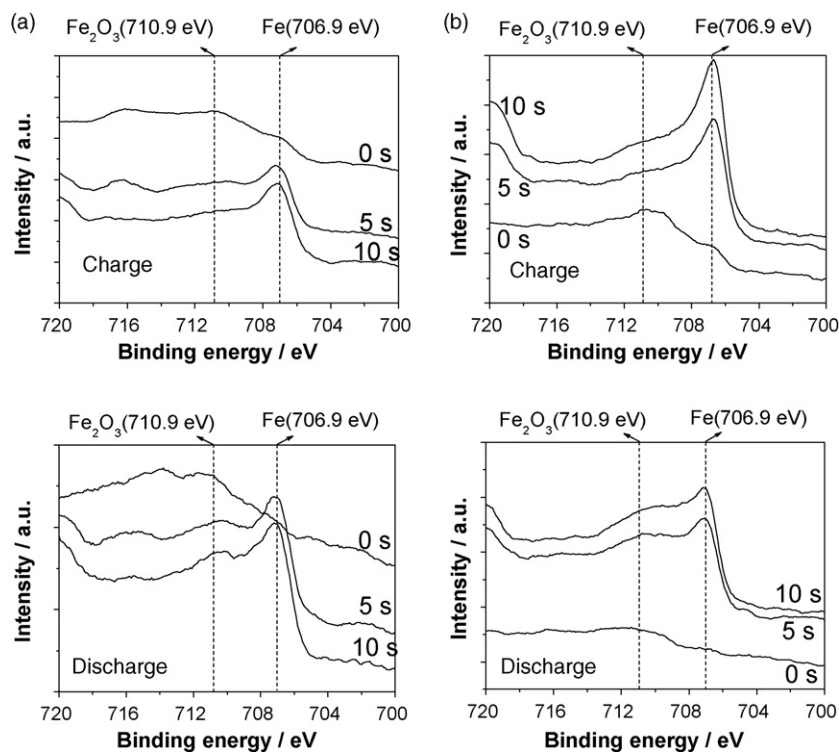 (a)
Fe₂O₃(710.9 eV) Fe(706.9 eV)
Intensity / a.u.
0 s
5 s
10 s
Charge
720 716 712 708 704 700
Binding energy / eV
(b)
Fe₂O₃(710.9 eV) Fe(706.9 eV)
Intensity / a.u.
10 s
5 s
0 s
Charge
720 716 712 708 704 700
Binding energy / eV
Fe₂O₃(710.9 eV) Fe(706.9 eV)
Intensity / a.u.
0 s
5 s
10 s
Discharge
720 716 712 708 704 700
Binding energy / eV
Fe₂O₃(710.9 eV) Fe(706.9 eV)
Intensity / a.u.
10 s
5 s
0 s
Discharge
720 716 712 708 704 700
Binding energy / eV